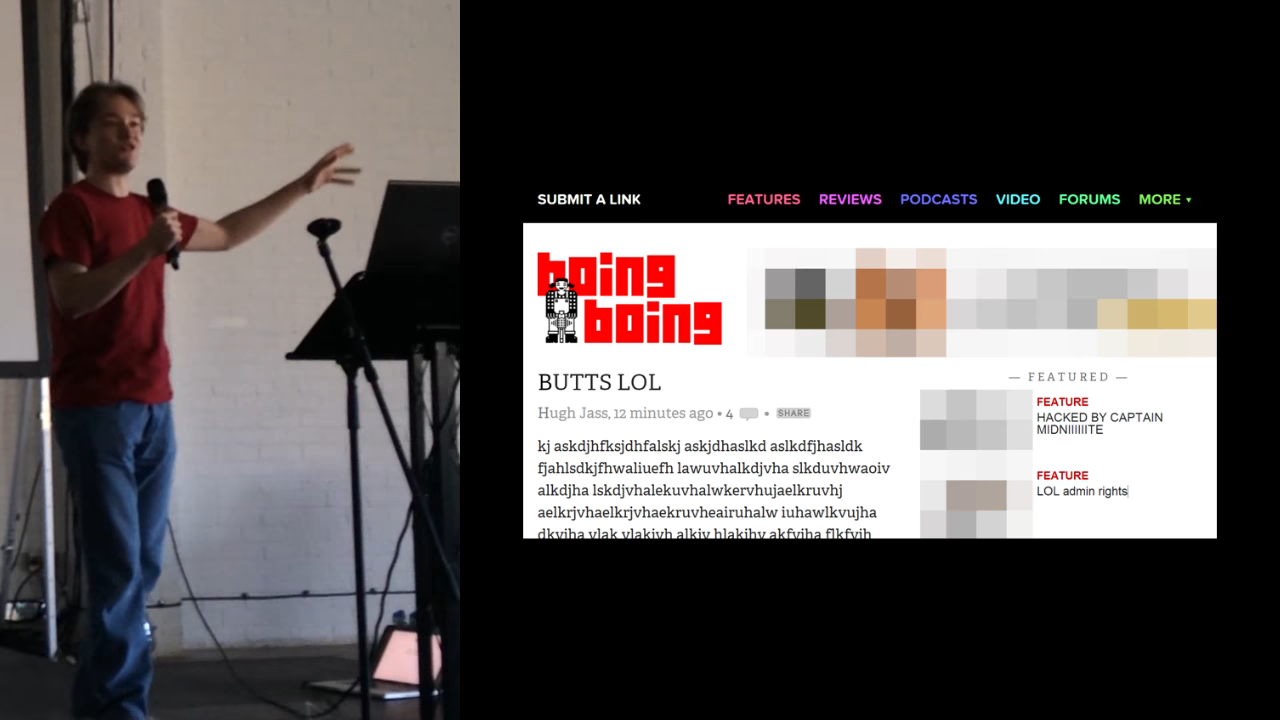 SUBMIT A LINK
FEATURES REVIEWS PODCASTS VIDEO FORUMS MORE ▾
boing
boing
BUTTS LOL
Hugh Jass, 12 minutes ago • 4 • SHARE
kj askdjhfksjdhfalskj askjdhaslkd aslkdfjhasldk
fjahlsdkjfhwaliuefh lawuvhalkdjvha slkduvhwaoiv
alkdjha lskdjvhalekuvhalwkervhujaelkruvhj
aelkrjvhaelkrjvhaekruvheairuhalw iuhawlkvujha
— FEATURED —
FEATURE
HACKED BY CAPTAIN
MIDNIIIIIITE
FEATURE
LOL admin rights